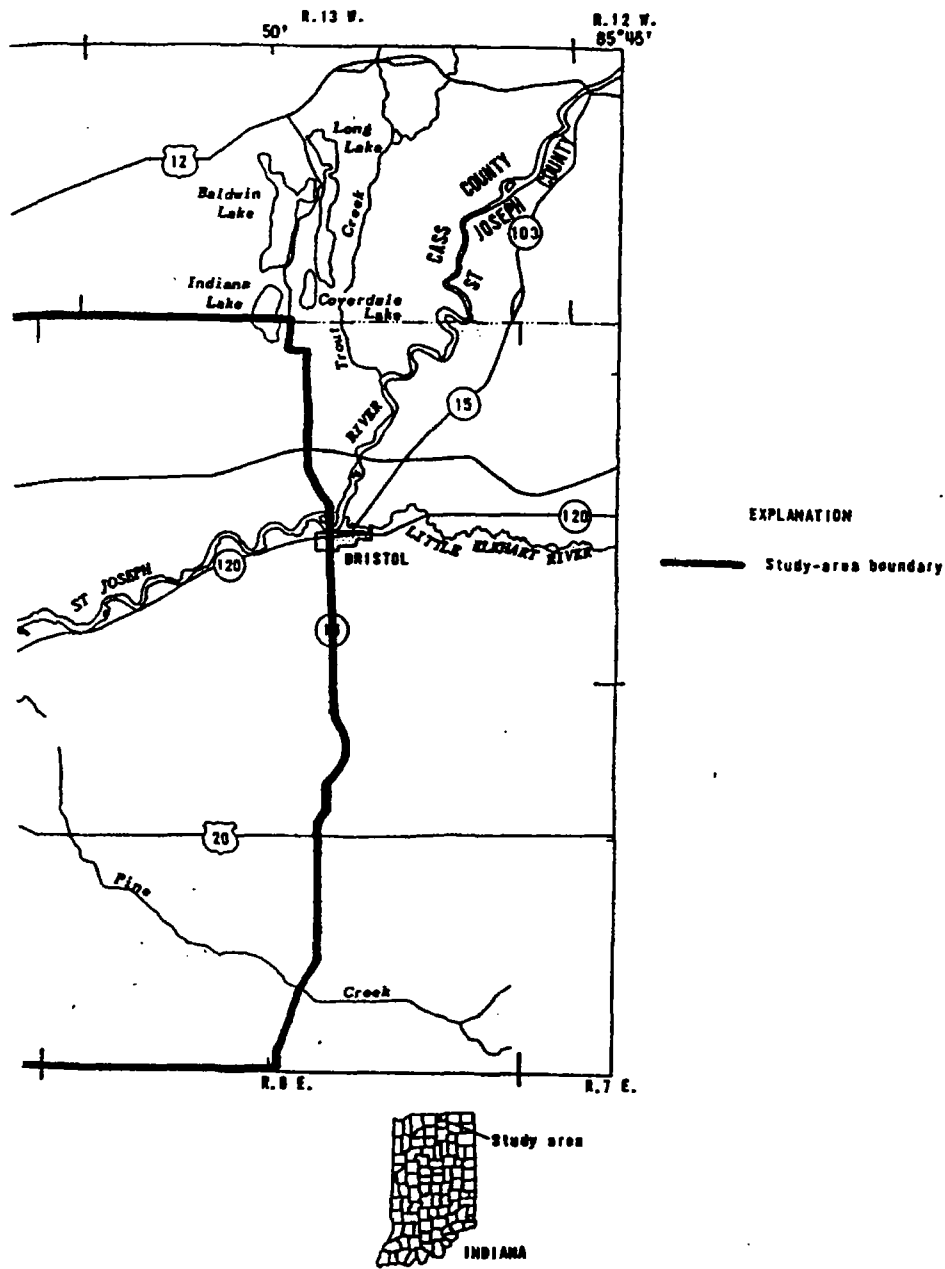 R.13 W.
R.12 W.
50'
85°45'
Long
Lake
12
COUNTY
COUNTY
Baldwin
Lake
Creek
JOSEPH
103
CASS
ST
Indiana
Lake
Coverdale
Lake
Trout
15
RIVER
120
EXPLANATION
LITTLE ELKHART RIVER
BRISTOL
Study-area boundary
120
ST JOSEPH
20
Pine
Creek
R.6 E.
R.7 E.
Study area
INDIANA